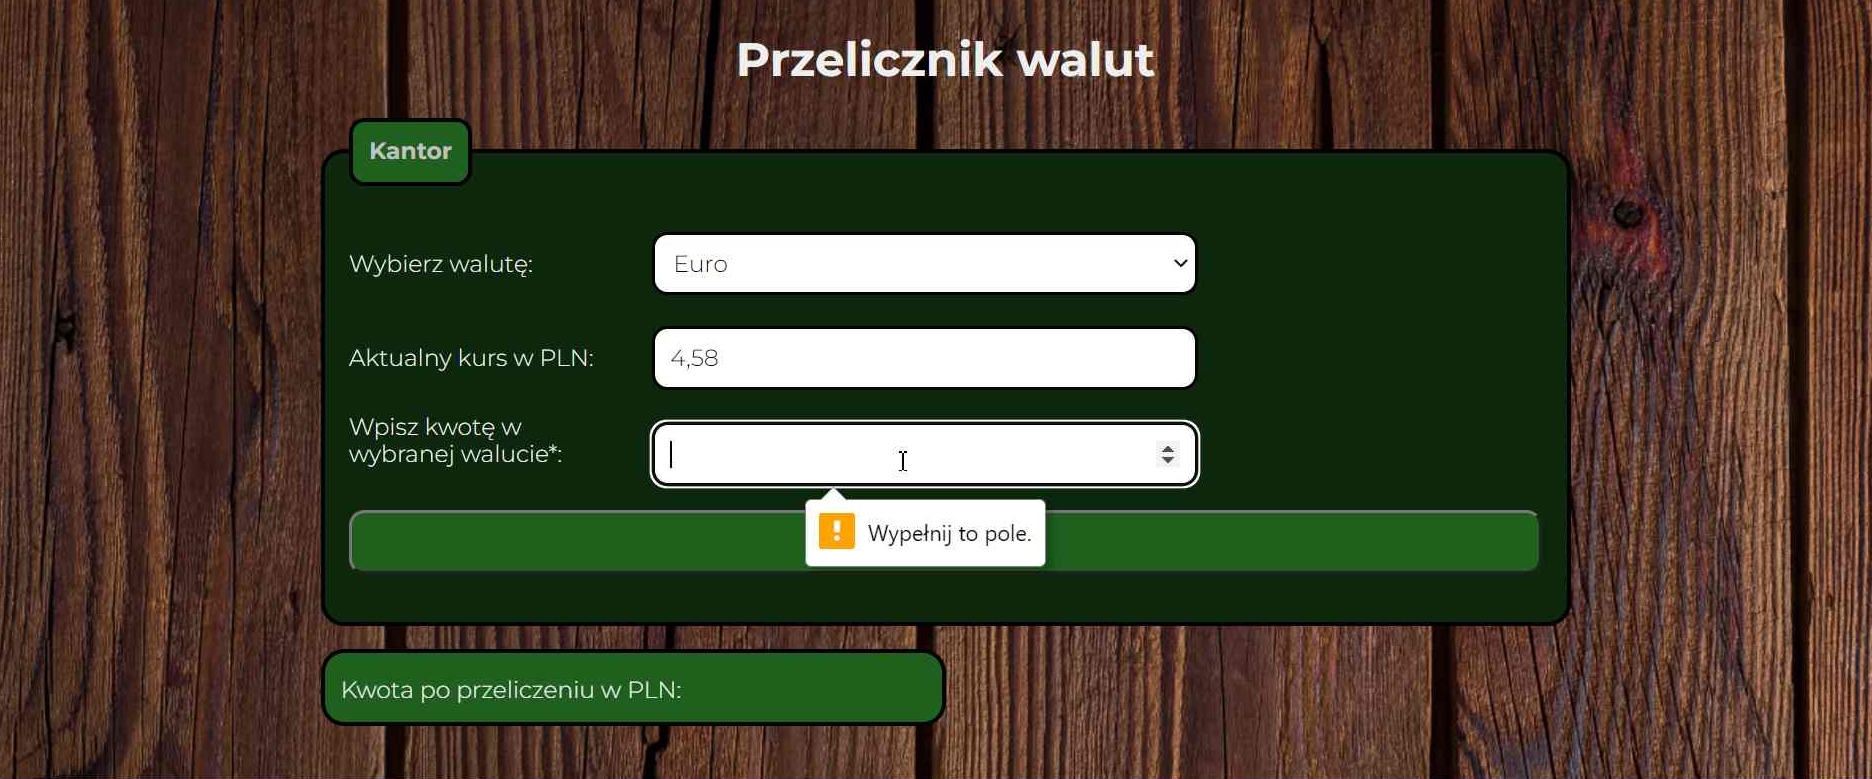 Przelicznik walut
Kantor
Wybierz walutę:
Euro
Aktualny kurs w PLN:
4,58
Wpisz kwotę w
wybranej walucie*:
Wypełnij to pole.
Kwota po przeliczeniu w PLN: